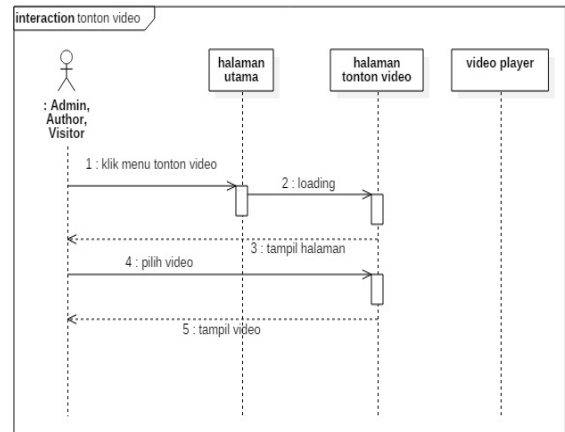 interaction tonton video
: Admin,
Author,
Visitor
halaman
utama
halaman
tonton video
video player
1 : klik menu tonton video
2 : loading
3 : tampil halaman
4 : pilih video
5 : tampil video